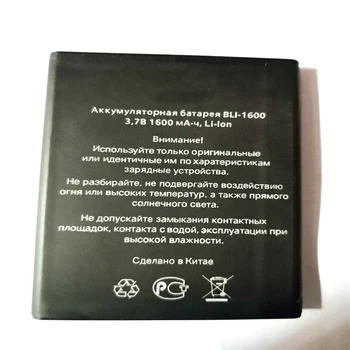 Аккумуляторная батарея BLI-1600
3,7В 1600 мА-ч, Li-Ion
Внимание!
Используйте только оригинальные
или идентичные им по характеристикам
зарядные устройства.
Не разбирайте, не подвергайте воздействию
огня или высоких температур, а также прямого
солнечного света.
Не допускайте замыкания контактных
площадок, контакта с водой, эксплуатации при
высокой влажности.
Сделано в Китае